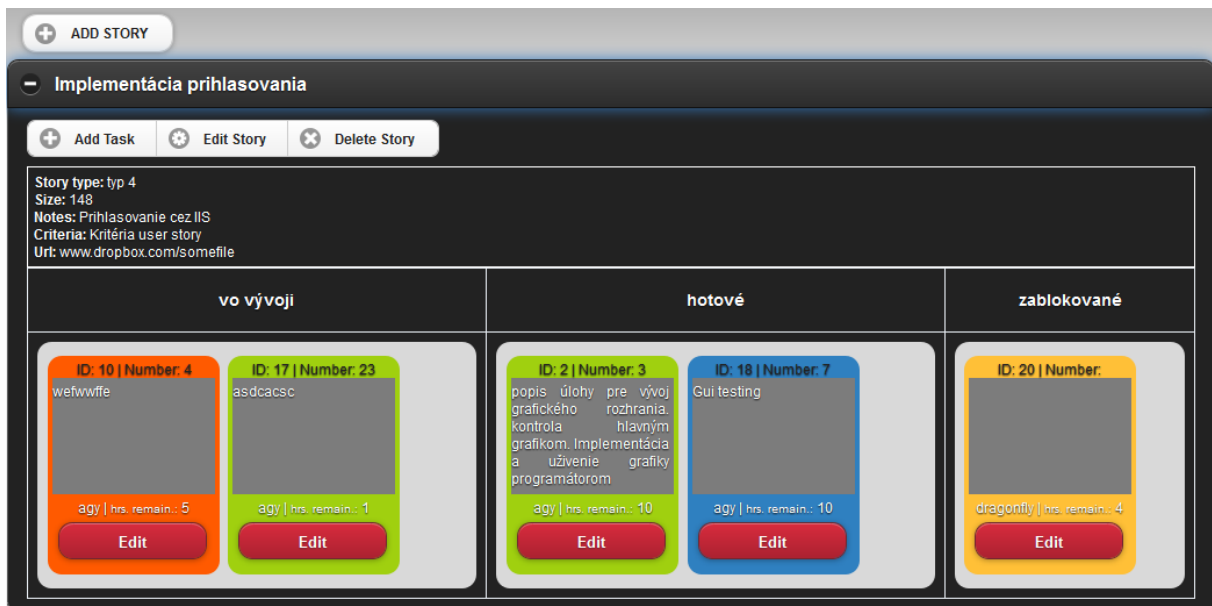 ADD STORY
Implementácia prihlasovania
Add Task Edit Story Delete Story
Story type: typ 4
Size: 148
Notes: Prihlasovanie cez IIS
Criteria: Kritéria user story
Url: www.dropbox.com/somefile
vo vývoji hotové zablokované
ID: 10 | Number: 4
wefwwffe
agy | hrs. remain.: 5
Edit
ID: 17 | Number: 23
asdcacsc
agy | hrs. remain.: 1
Edit
ID: 2 | Number: 3
popis úlohy pre vývoj
grafického rozhrania.
kontrola hlavným
grafikom. Implementácia
a uživenie grafiky
programátorom
agy | hrs. remain.: 10
Edit
ID: 18 | Number: 7
Gui testing
agy | hrs. remain.: 10
Edit
ID: 20 | Number:
dragonfly | hrs. remain.: 4
Edit